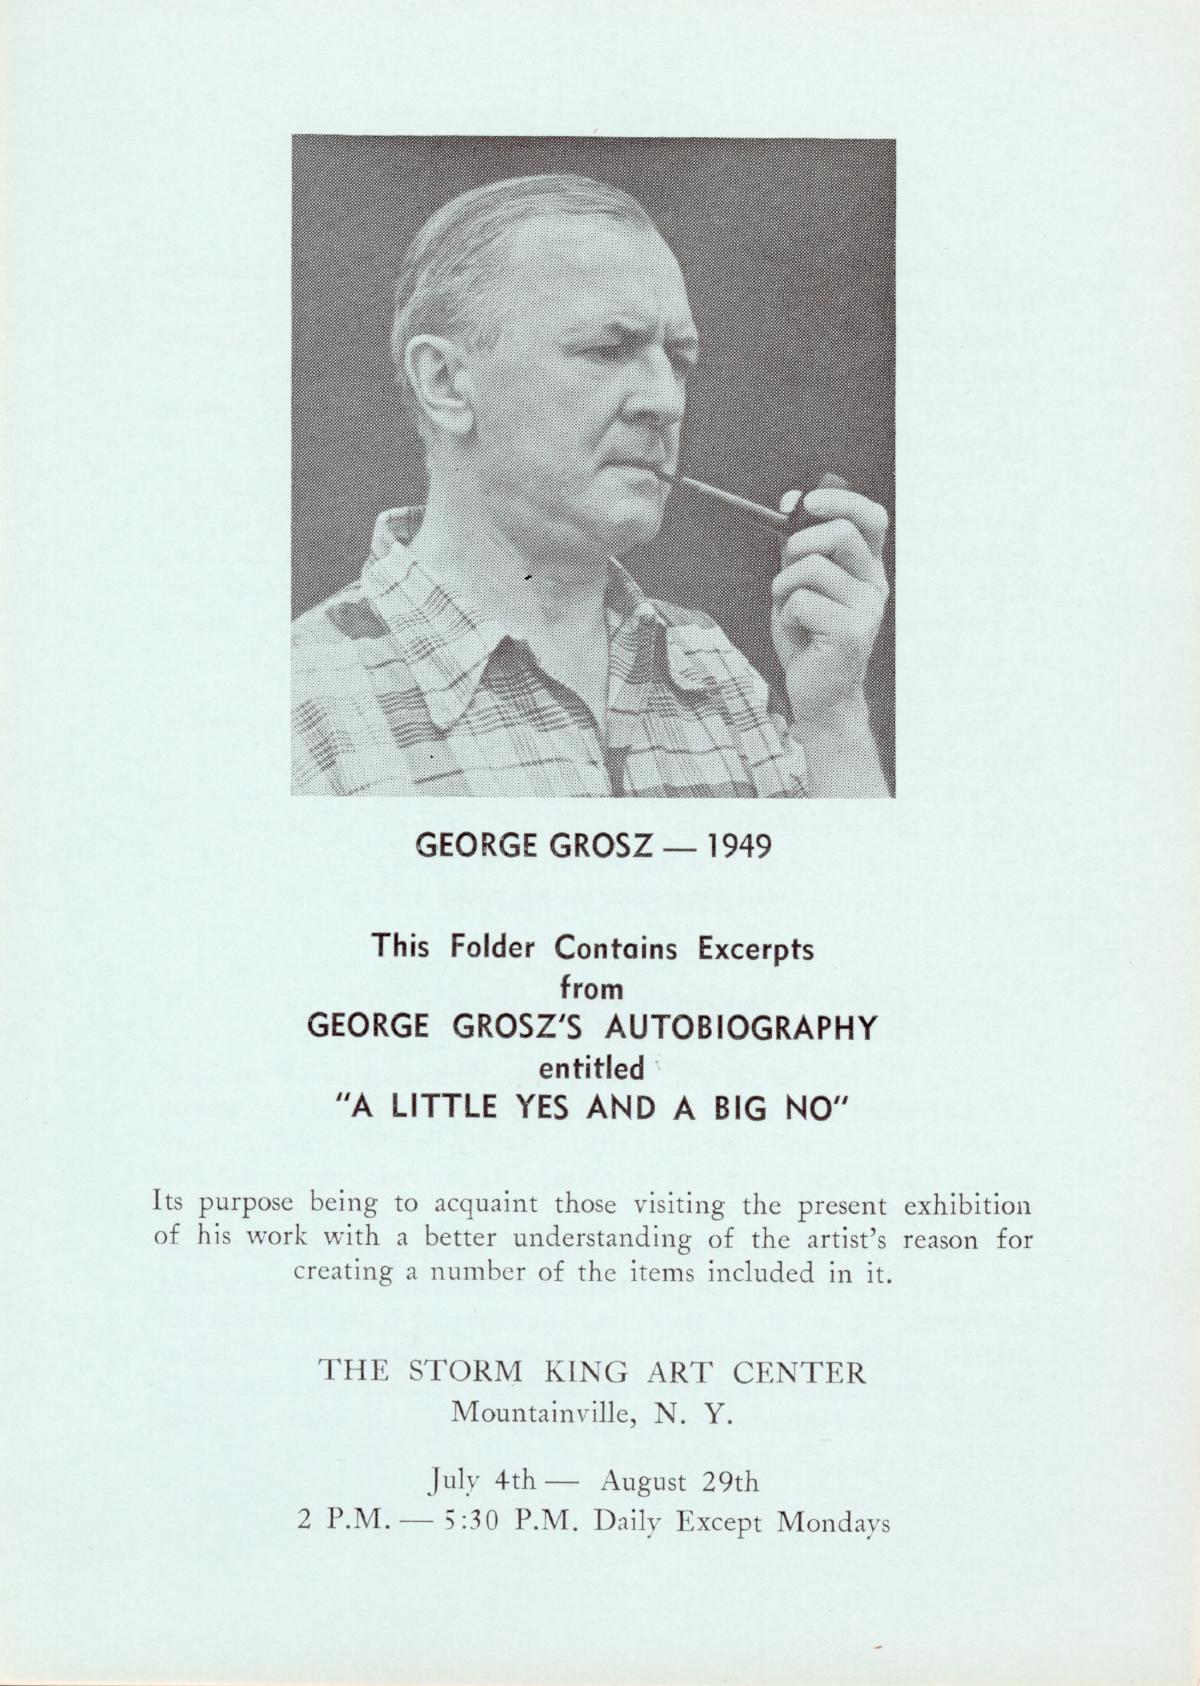 GEORGE GROSZ — 1949
This Folder Contains Excerpts
from
GEORGE GROSZ'S AUTOBIOGRAPHY
entitled
"A LITTLE YES AND A BIG NO"
Its purpose being to acquaint those visiting the present exhibition
of his work with a better understanding of the artist's reason for
creating a number of the items included in it.
THE STORM KING ART CENTER
Mountainville, N. Y.
July 4th — August 29th
2 P.M. — 5:30 P.M. Daily Except Mondays